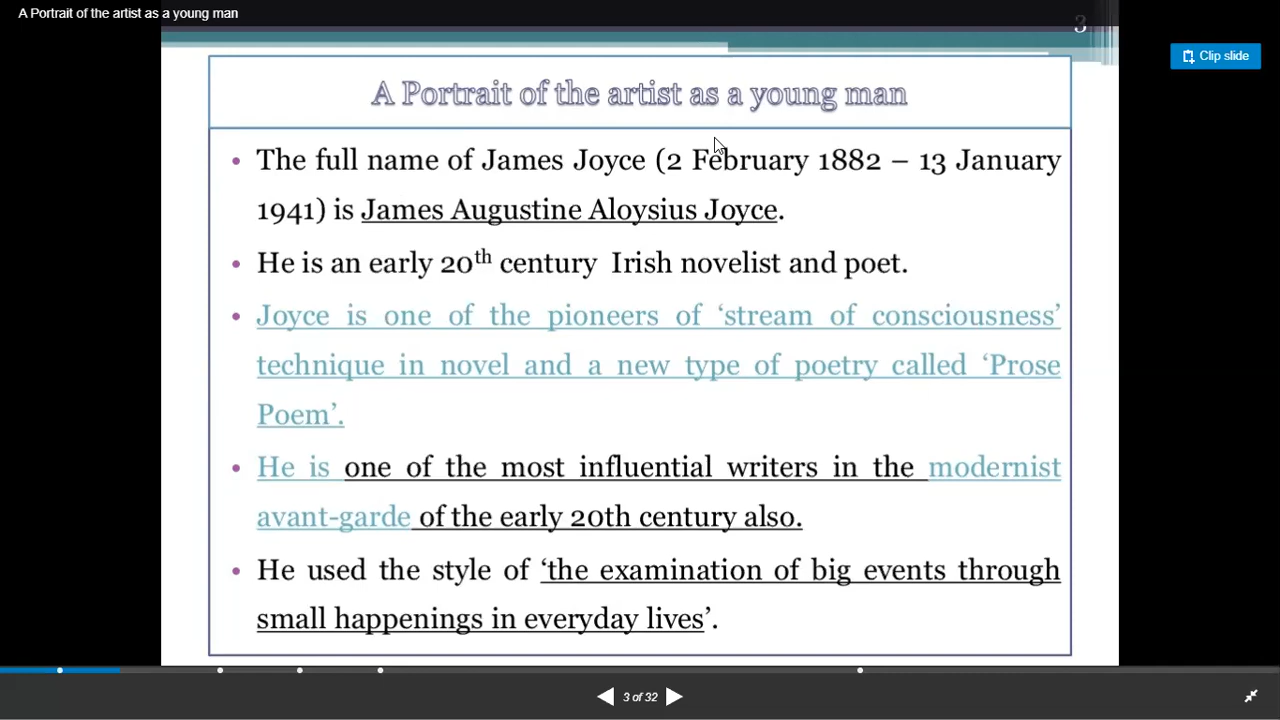 A Portrait of the artist as a young man
3
Clip slide
A Portrait of the artist as a young man
• The full name of James Joyce (2 February 1882 – 13 January
1941) is James Augustine Aloysius Joyce.
• He is an early 20th century Irish novelist and poet.
• Joyce is one of the pioneers of ‘stream of consciousness’
technique in novel and a new type of poetry called ‘Prose
Poem’.
• He is one of the most influential writers in the modernist
avant-garde of the early 20th century also.
• He used the style of ‘the examination of big events through
small happenings in everyday lives’.
3 of 32